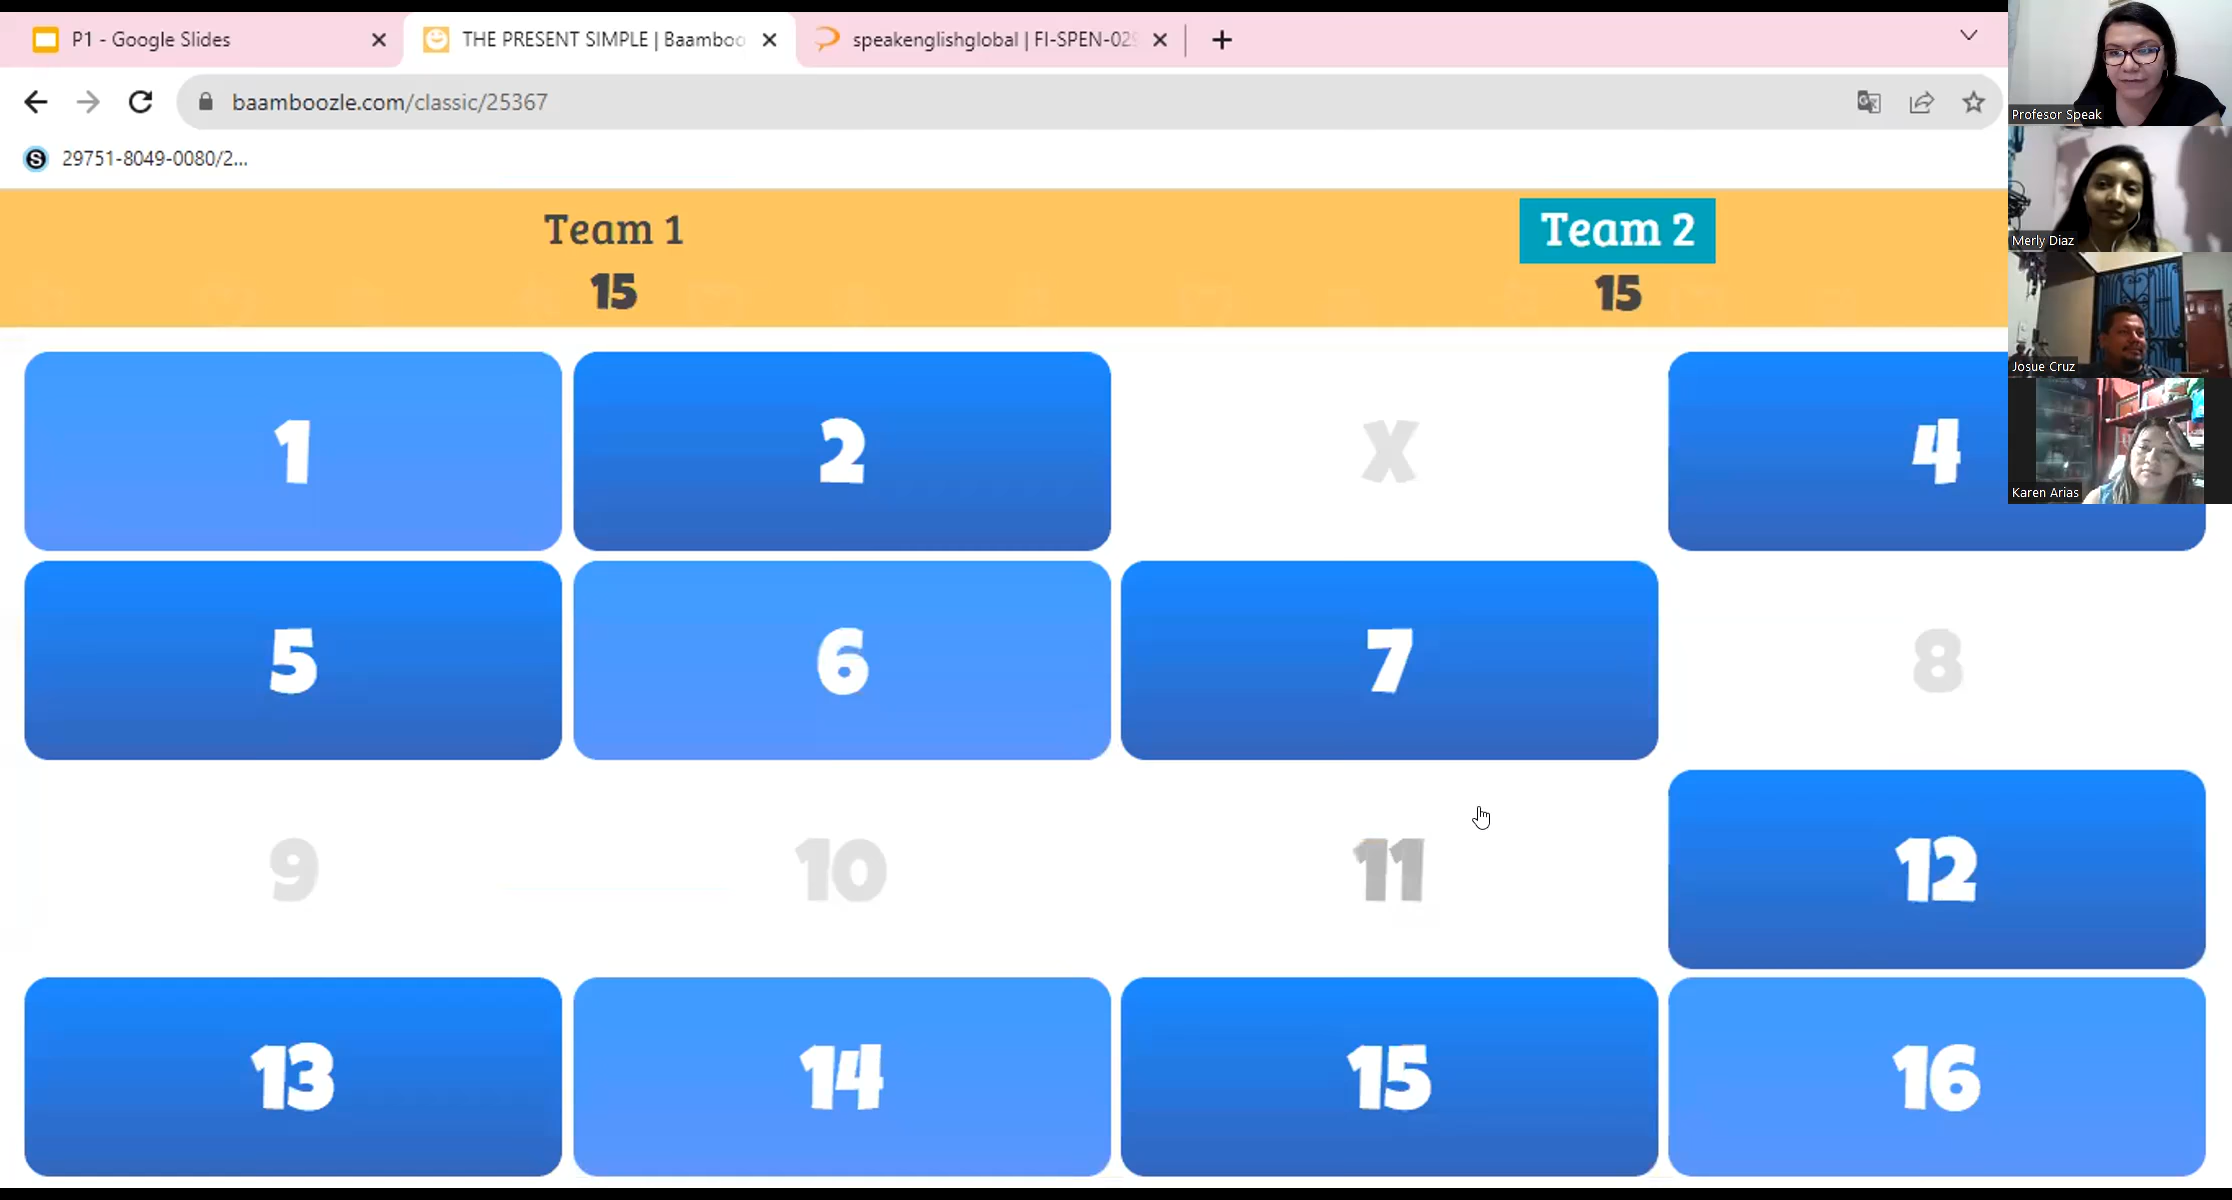 P1 - Google Slides
THE PRESENT SIMPLE | Baamboo
speakenglishglobal | FI-SPEN-029
baamboozle.com/classic/25367
29751-8049-0080/2...
Profesor Speak
Merly Diaz
Josue Cruz
Karen Arias
Team 1
Team 2
15
15
1
2
X
4
5
6
7
8
9
10
11
12
13
14
15
16